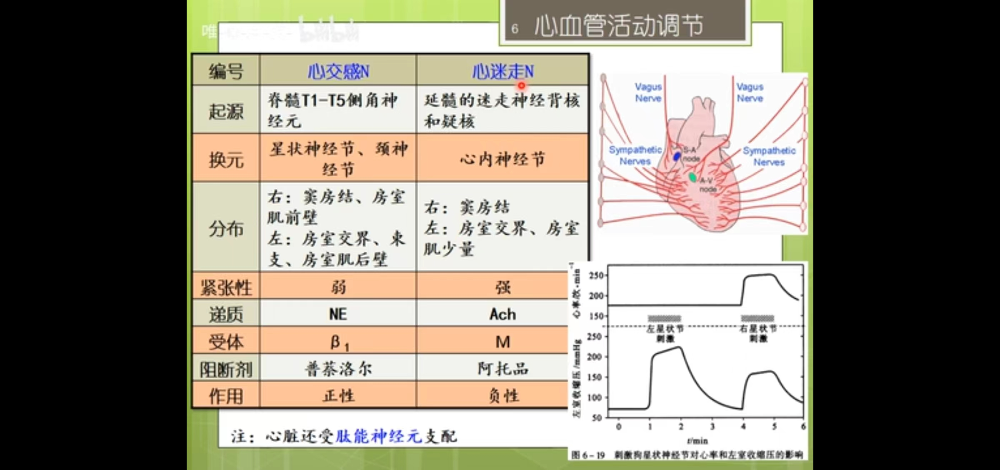 6 心血管活动调节
唯
bilibili
编号 心交感N 心迷走N
起源
脊髓T1-T5侧角神
经元
延髓的迷走神经背核
和疑核
换元
星状神经节、颈神
经节
心内神经节
分布
右：窦房结、房室
肌前壁
左：房室交界、束
支、房室肌后壁
右：窦房结
左：房室交界、房室
肌少量
紧张性 弱 强
递质 NE Ach
受体 β1 M
阻断剂 普萘洛尔 阿托品
作用 正性 负性
注：心脏还受肽能神经元支配
Vagus
Nerve
Vagus
Nerve
Sympathetic
Nerves
Sympathetic
Nerves
S-A
node
A-V
node
心率/次·min⁻¹
250
200
150
左星状节
刺激
右星状节
刺激
左室收缩压/mmHg
250
200
150
100
50
0 1 2 3 4 5 6
t/min
图 6-19 刺激狗星状神经节对心率和左室收缩压的影响